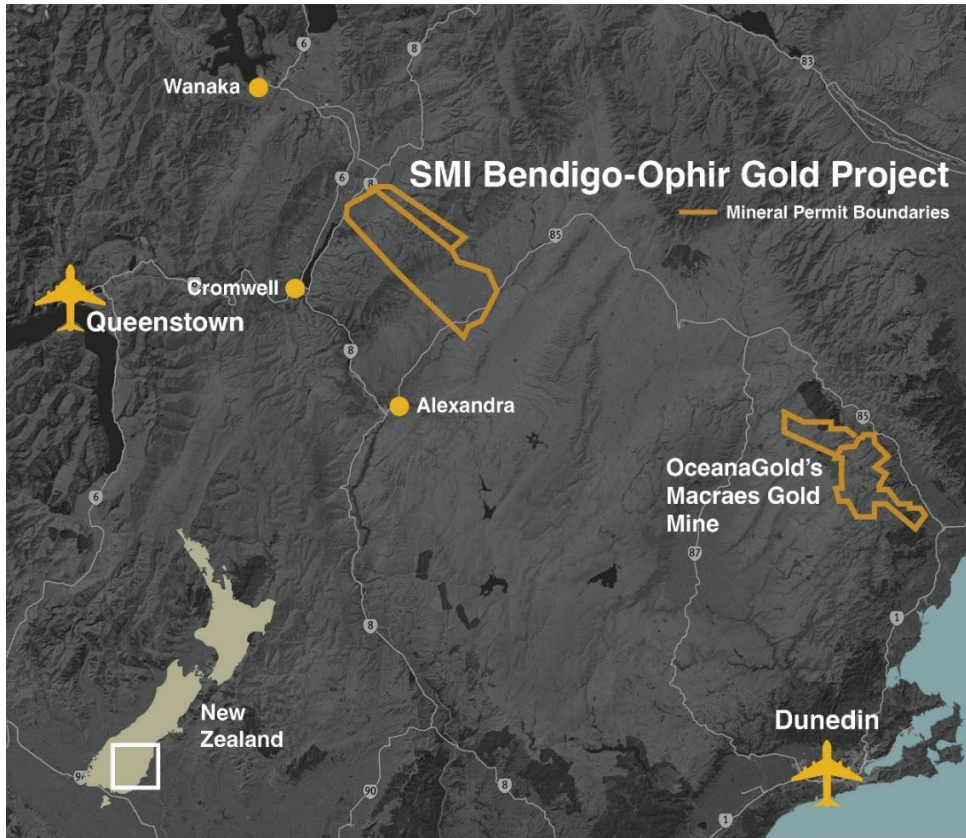 6
8
83
Wanaka
6
8
SMI Bendigo-Ophir Gold Project
Mineral Permit Boundaries
85
Cromwell
Queenstown
8
Alexandra
85
OceanaGold's
Macraes Gold
Mine
6
87
8
1
New
Zealand
Dunedin
90
8
1